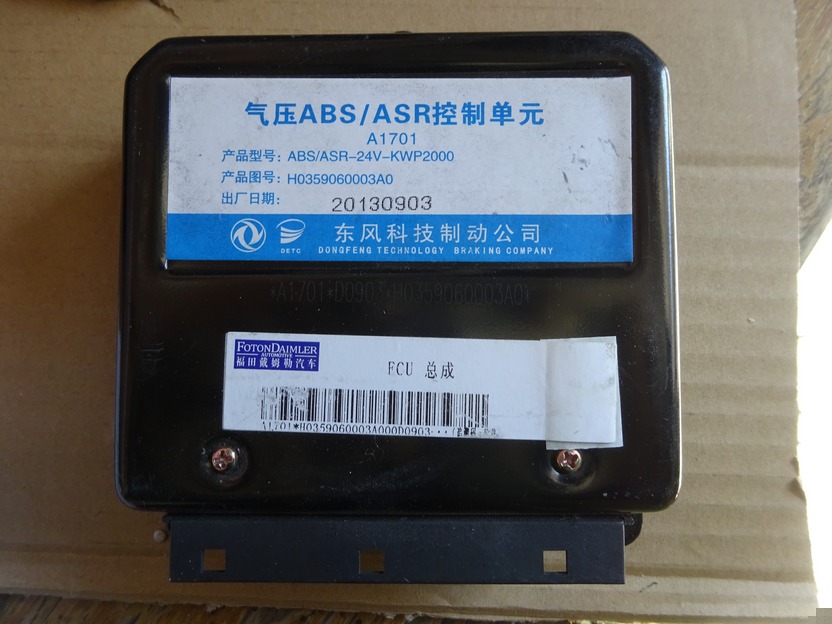 气压ABS/ASR控制单元
A1701
产品型号: ABS/ASR-24V-KWP2000
产品图号: H0359060003A0
出厂日期: 20130903
DETC
东风科技制动公司
DONGFENG TECHNOLOGY BRAKING COMPANY
*A1701*D0903*H0359060003A0*
FOTONDAIMLER
AUTOMOTIVE
福田戴姆勒汽车
ECU 总成
A1701*H0359060003A000D0903